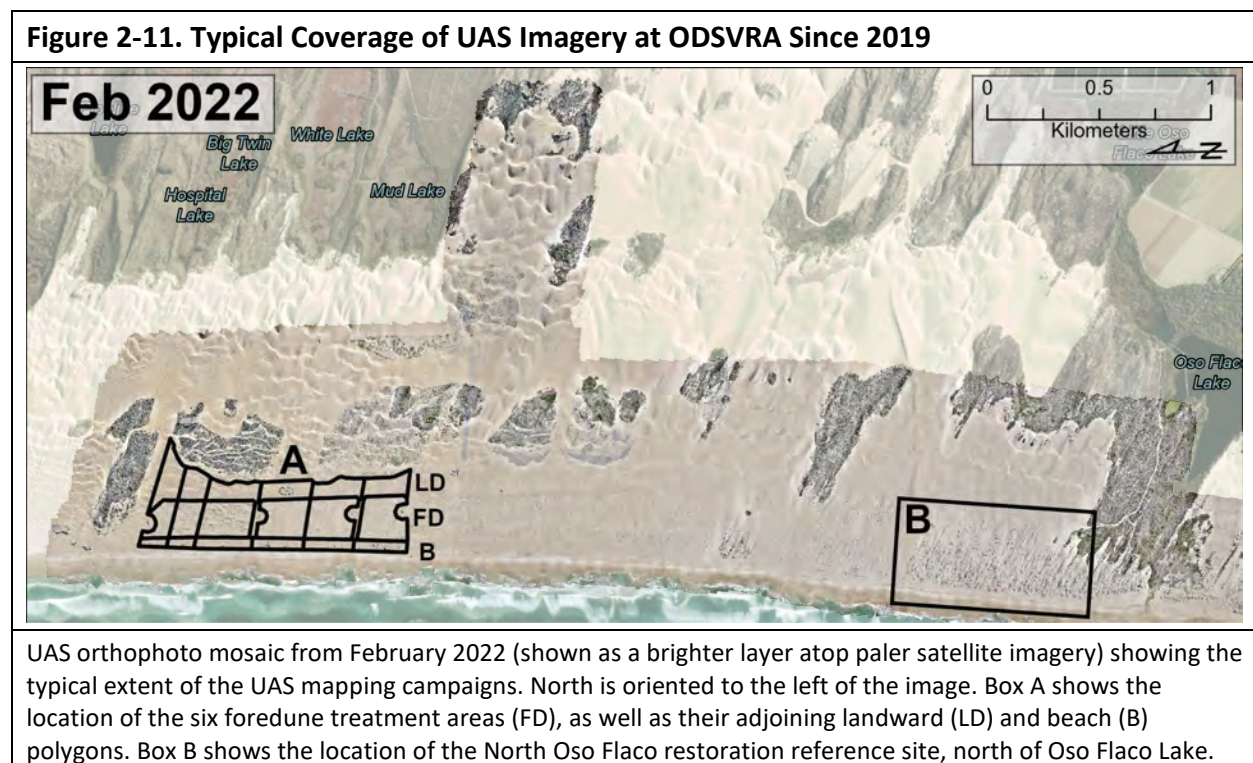 Figure 2-11. Typical Coverage of UAS Imagery at ODSVRA Since 2019
Feb 2022
Lake
Big Twin
Lake
White Lake
Hospital
Lake
Mud Lake
0 0.5 1
Kilometers
Oso
Flaco Lake
N
Oso Flaco
Lake
A
LD
FD
B
B
UAS orthophoto mosaic from February 2022 (shown as a brighter layer atop paler satellite imagery) showing the
typical extent of the UAS mapping campaigns. North is oriented to the left of the image. Box A shows the
location of the six foredune treatment areas (FD), as well as their adjoining landward (LD) and beach (B)
polygons. Box B shows the location of the North Oso Flaco restoration reference site, north of Oso Flaco Lake.